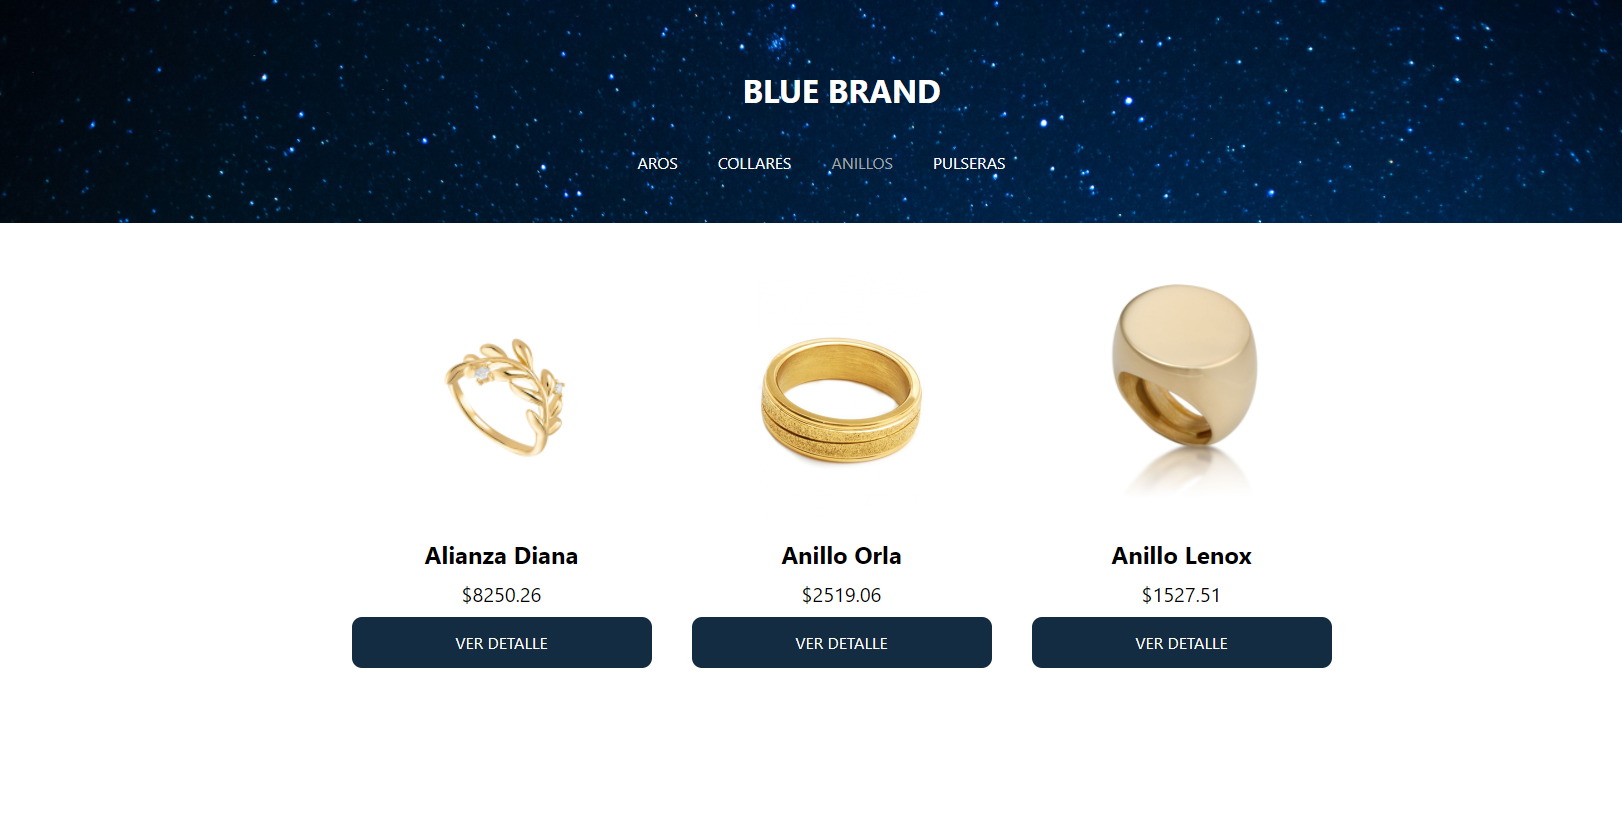 BLUE BRAND
AROS COLLARES ANILLOS PULSERAS
Alianza Diana Anillo Orla Anillo Lenox
$8250.26 $2519.06 $1527.51
VER DETALLE VER DETALLE VER DETALLE